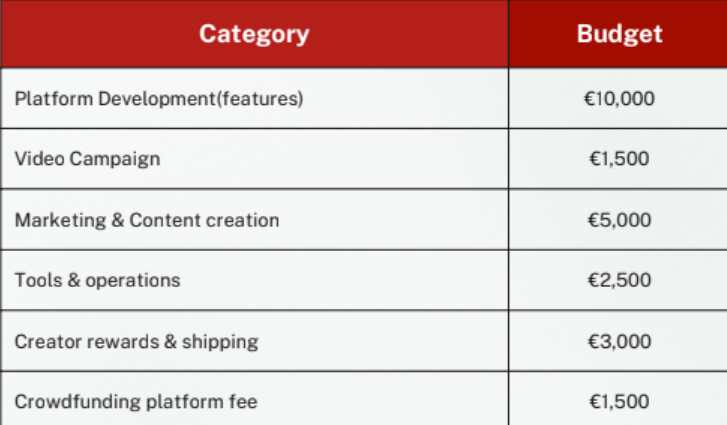 Category Budget
Platform Development(features) €10,000
Video Campaign €1,500
Marketing & Content creation €5,000
Tools & operations €2,500
Creator rewards & shipping €3,000
Crowdfunding platform fee €1,500